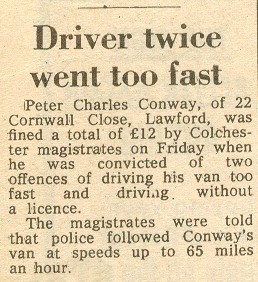 Driver twice
went too fast
Peter Charles Conway, of 22
Cornwall Close, Lawford, was
fined a total of £12 by Colches-
ter magistrates on Friday when
he was convicted of two
offences of driving his van too
fast and driving without
a licence.
The magistrates were told
that police followed Conway's
van at speeds up to 65 miles
an hour.